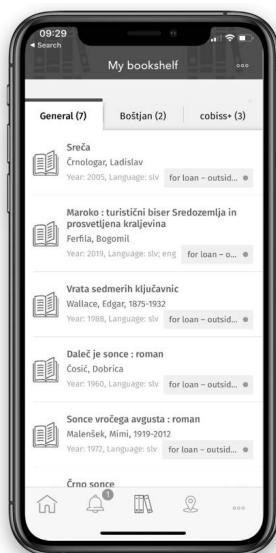 09:29
Search
My bookshelf
General (7)
Boštjan (2)
cobiss+ (3)
Sreča
Črnologar, Ladislav
Year: 2005, Language: slv
for loan – outsid...
Maroko : turistični biser Sredozemlja in
prosvetljena kraljevina
Ferfila, Bogomil
Year: 2019, Language: slv; eng
for loan – o...
Vrata sedmerih ključavnic
Wallace, Edgar, 1875-1932
Year: 1988, Language: slv
for loan – outsid...
Daleč je sonce : roman
Ćosić, Dobrica
Year: 1960, Language: slv
for loan – outsid...
Sonce vročega avgusta : roman
Malenšek, Mimi, 1919-2012
Year: 1972, Language: slv
for loan – outsid...
Črno sonce
1